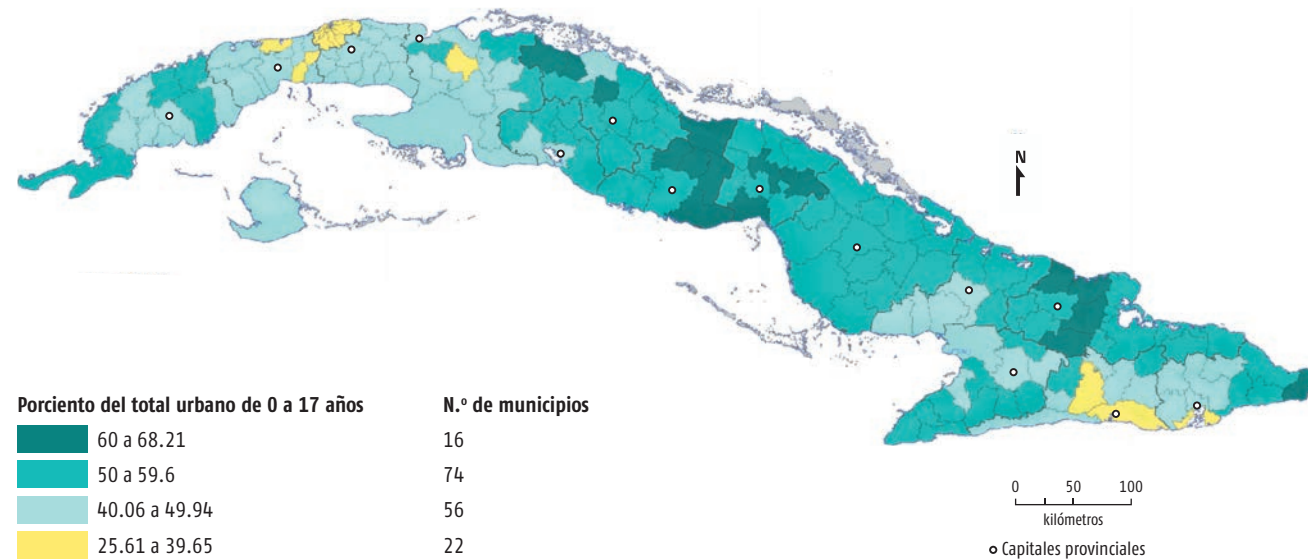 N
Porciento del total urbano de 0 a 17 años
N.º de municipios
60 a 68.21
16
50 a 59.6
74
40.06 a 49.94
56
25.61 a 39.65
22
0 50 100
kilómetros
Capitales provinciales